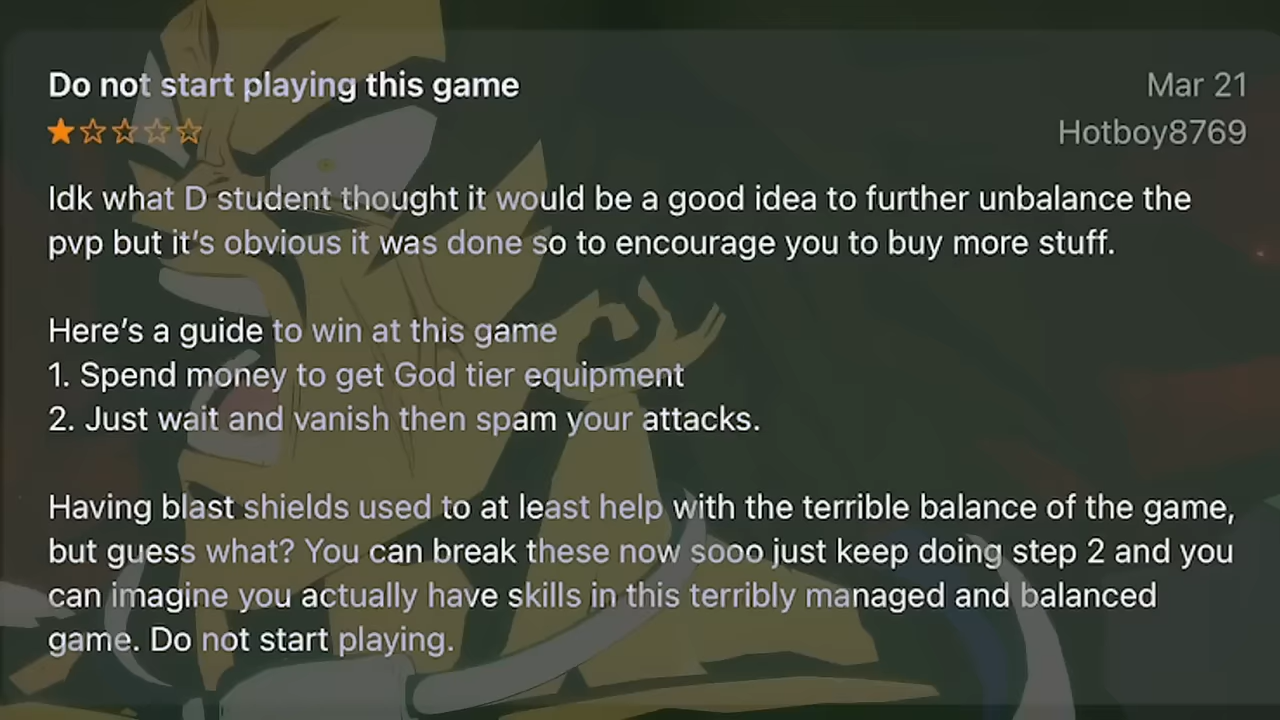 Do not start playing this game
Mar 21
Hotboy8769
Idk what D student thought it would be a good idea to further unbalance the
pvp but it’s obvious it was done so to encourage you to buy more stuff.
Here’s a guide to win at this game
1. Spend money to get God tier equipment
2. Just wait and vanish then spam your attacks.
Having blast shields used to at least help with the terrible balance of the game,
but guess what? You can break these now sooo just keep doing step 2 and you
can imagine you actually have skills in this terribly managed and balanced
game. Do not start playing.